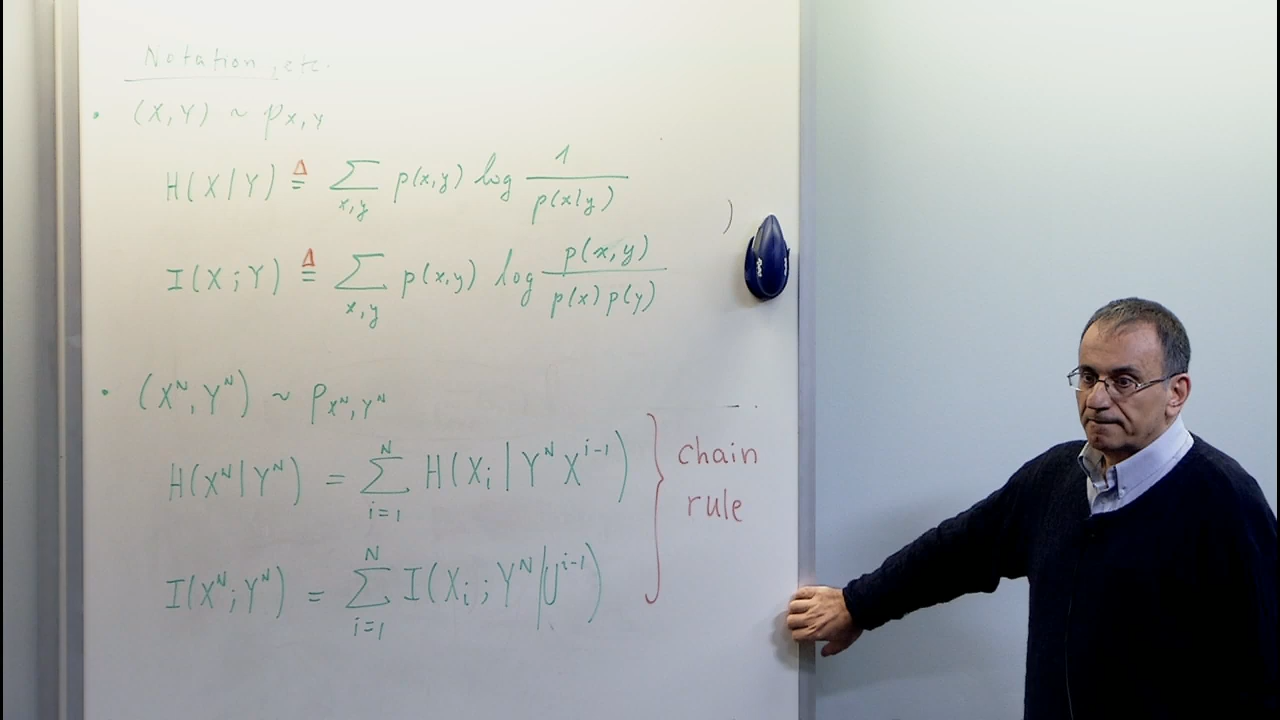 Notation, etc.
• (X,Y) ~ p_{X,Y}
H(X|Y) ≜ ∑_{x,y} p(x,y) log 1/p(x|y)
I(X;Y) ≜ ∑_{x,y} p(x,y) log p(x,y)/p(x)p(y)
• (X^N,Y^N) ~ p_{X^N,Y^N}
H(X^N|Y^N) = ∑_{i=1}^{N} H(X_i|Y^N X^{i-1})
chain
rule
I(X^N;Y^N) = ∑_{i=1}^{N} I(X_i;Y^N|U^{i-1})